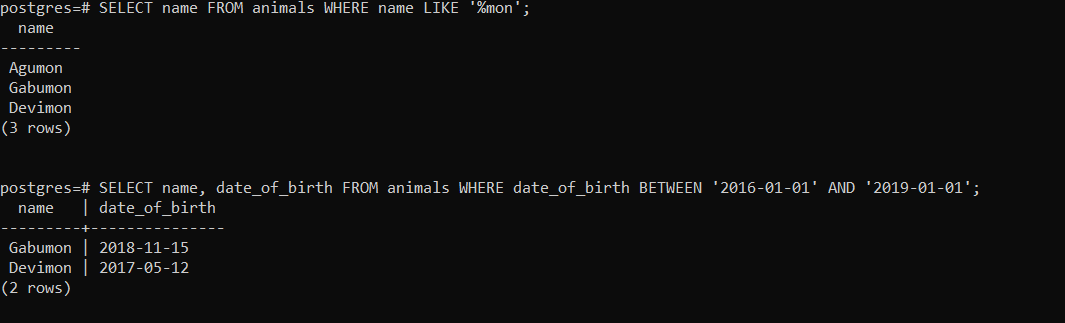 postgres=# SELECT name FROM animals WHERE name LIKE '%mon';
  name
---------
 Agumon
 Gabumon
 Devimon
(3 rows)
postgres=# SELECT name, date_of_birth FROM animals WHERE date_of_birth BETWEEN '2016-01-01' AND '2019-01-01';
  name   | date_of_birth
---------+---------------
 Gabumon | 2018-11-15
 Devimon | 2017-05-12
(2 rows)